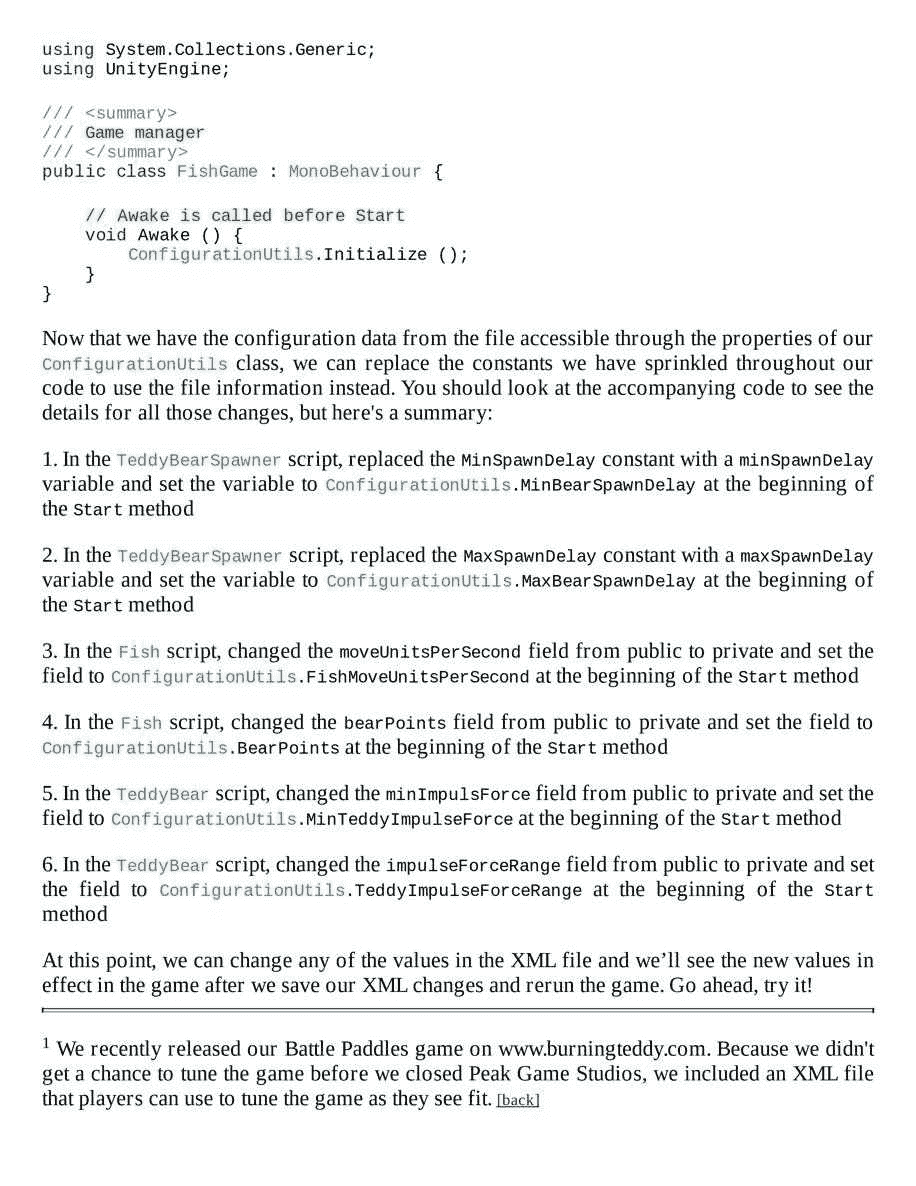 using System.Collections.Generic;
using UnityEngine;

/// <summary>
/// Game manager
/// </summary>
public class FishGame : MonoBehaviour {

    // Awake is called before Start
    void Awake () {
        ConfigurationUtils.Initialize ();
    }
}

Now that we have the configuration data from the file accessible through the properties of our
ConfigurationUtils class, we can replace the constants we have sprinkled throughout our
code to use the file information instead. You should look at the accompanying code to see the
details for all those changes, but here's a summary:

1. In the TeddyBearSpawner script, replaced the MinSpawnDelay constant with a minSpawnDelay
variable and set the variable to ConfigurationUtils.MinBearSpawnDelay at the beginning of
the Start method

2. In the TeddyBearSpawner script, replaced the MaxSpawnDelay constant with a maxSpawnDelay
variable and set the variable to ConfigurationUtils.MaxBearSpawnDelay at the beginning of
the Start method

3. In the Fish script, changed the moveUnitsPerSecond field from public to private and set the
field to ConfigurationUtils.FishMoveUnitsPerSecond at the beginning of the Start method

4. In the Fish script, changed the bearPoints field from public to private and set the field to
ConfigurationUtils.BearPoints at the beginning of the Start method

5. In the TeddyBear script, changed the minImpulsForce field from public to private and set the
field to ConfigurationUtils.MinTeddyImpulseForce at the beginning of the Start method

6. In the TeddyBear script, changed the impulseForceRange field from public to private and set
the field to ConfigurationUtils.TeddyImpulseForceRange at the beginning of the Start
method

At this point, we can change any of the values in the XML file and we’ll see the new values in
effect in the game after we save our XML changes and rerun the game. Go ahead, try it!

1 We recently released our Battle Paddles game on www.burningteddy.com. Because we didn't
get a chance to tune the game before we closed Peak Game Studios, we included an XML file
that players can use to tune the game as they see fit. [back]